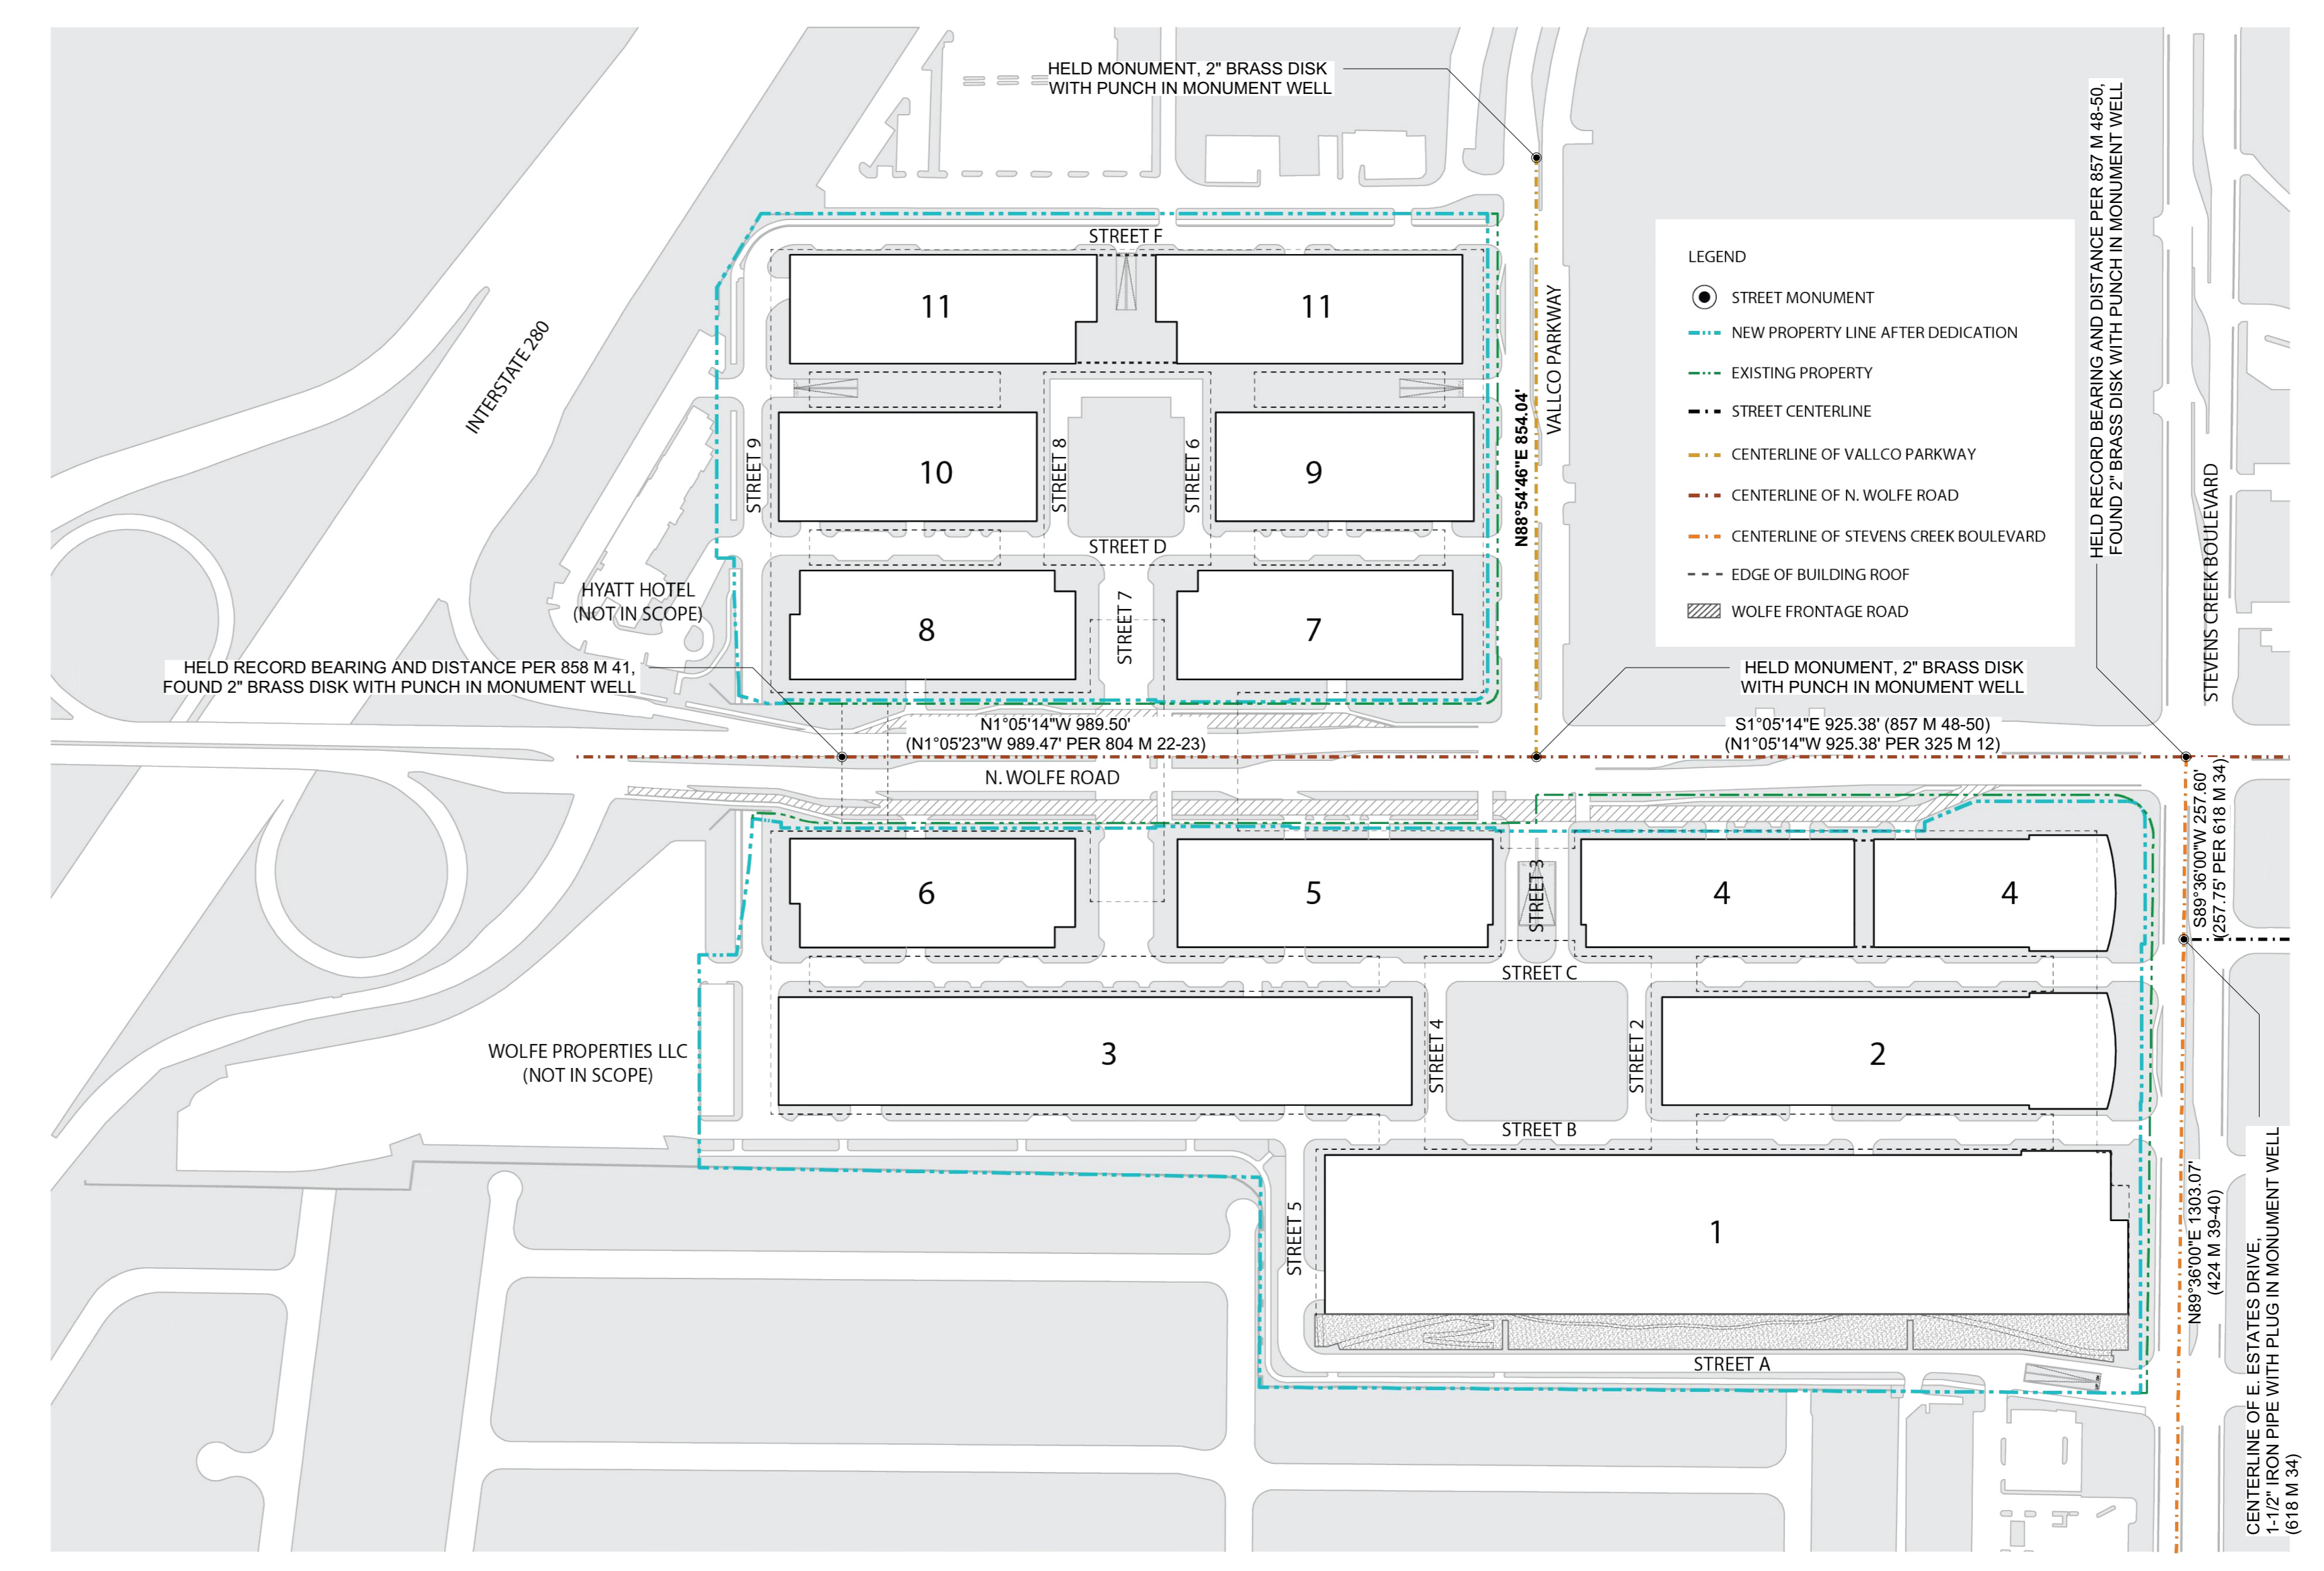 HELD MONUMENT, 2" BRASS DISK
WITH PUNCH IN MONUMENT WELL
HELD RECORD BEARING AND DISTANCE PER 857 M 48-50,
FOUND 2" BRASS DISK WITH PUNCH IN MONUMENT WELL
STREET F
11
11
INTERSTATE 280
VALLCO PARKWAY
N88°54'46"E 854.04'
LEGEND
STREET MONUMENT
NEW PROPERTY LINE AFTER DEDICATION
EXISTING PROPERTY
STREET CENTERLINE
CENTERLINE OF VALLCO PARKWAY
CENTERLINE OF N. WOLFE ROAD
CENTERLINE OF STEVENS CREEK BOULEVARD
EDGE OF BUILDING ROOF
WOLFE FRONTAGE ROAD
STREET 9
10
STREET 8
STREET 6
9
STEVENS CREEK BOULEVARD
STREET D
HYATT HOTEL
(NOT IN SCOPE)
8
STREET 7
7
HELD RECORD BEARING AND DISTANCE PER 858 M 41,
FOUND 2" BRASS DISK WITH PUNCH IN MONUMENT WELL
HELD MONUMENT, 2" BRASS DISK
WITH PUNCH IN MONUMENT WELL
N1°05'14"W 989.50'
(N1°05'23"W 989.47' PER 804 M 22-23)
S1°05'14"E 925.38' (857 M 48-50)
(N1°05'14"W 925.38' PER 325 M 12)
N. WOLFE ROAD
S89°36'00"W 257.60'
(257.75' PER 618 M 34)
6
5
STREET 3
4
4
STREET C
WOLFE PROPERTIES LLC
(NOT IN SCOPE)
3
STREET 4
STREET 2
2
STREET B
STREET 5
1
N89°36'00"E 1303.07'
(424 M 39-40)
CENTERLINE OF E. ESTATES DRIVE,
1-1/2" IRON PIPE WITH PLUG IN MONUMENT WELL
(618 M 34)
STREET A